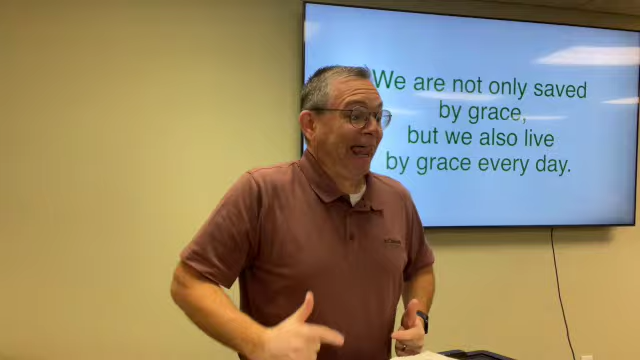 We are not only saved
by grace,
but we also live
by grace every day.